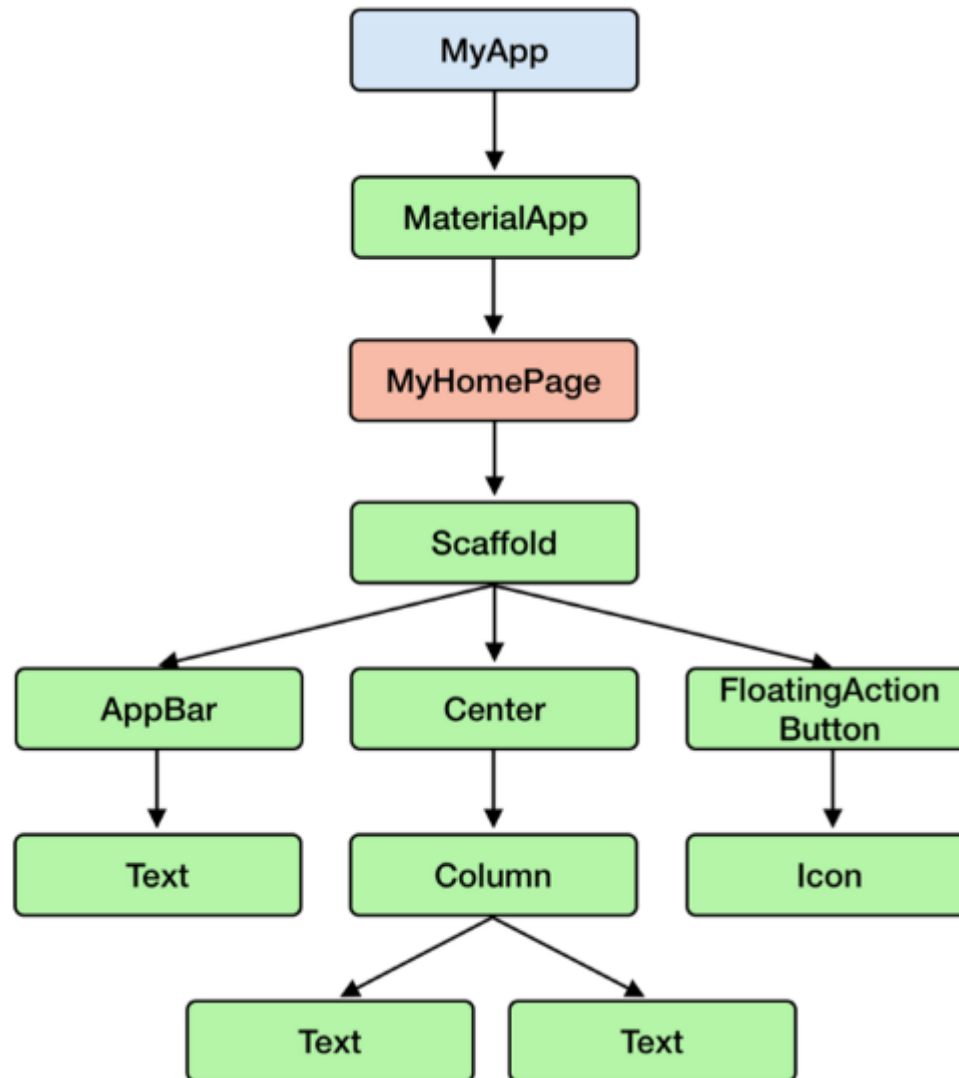 MyApp
MaterialApp
MyHomePage
Scaffold
AppBar
Center
FloatingAction
Button
Text
Column
Icon
Text
Text